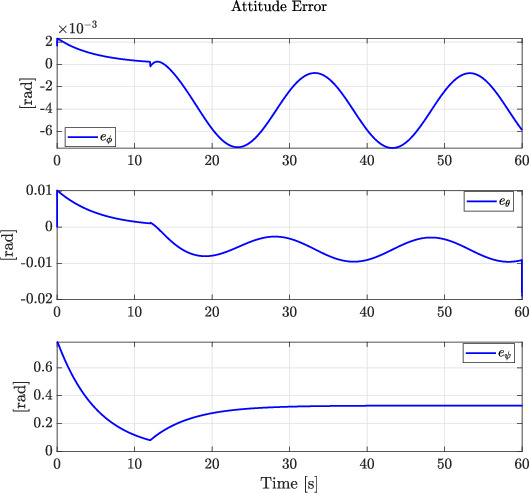 Attitude Error
×10⁻³
2
0
-2
-4
-6
[rad]
e_ϕ
0 10 20 30 40 50 60
0.01
0
-0.01
-0.02
[rad]
e_θ
0 10 20 30 40 50 60
0.6
0.4
0.2
0
[rad]
e_ψ
0 10 20 30 40 50 60
Time [s]